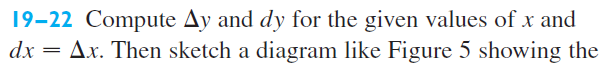 19–22 Compute Δy and dy for the given values of x and
dx = Δx. Then sketch a diagram like Figure 5 showing the